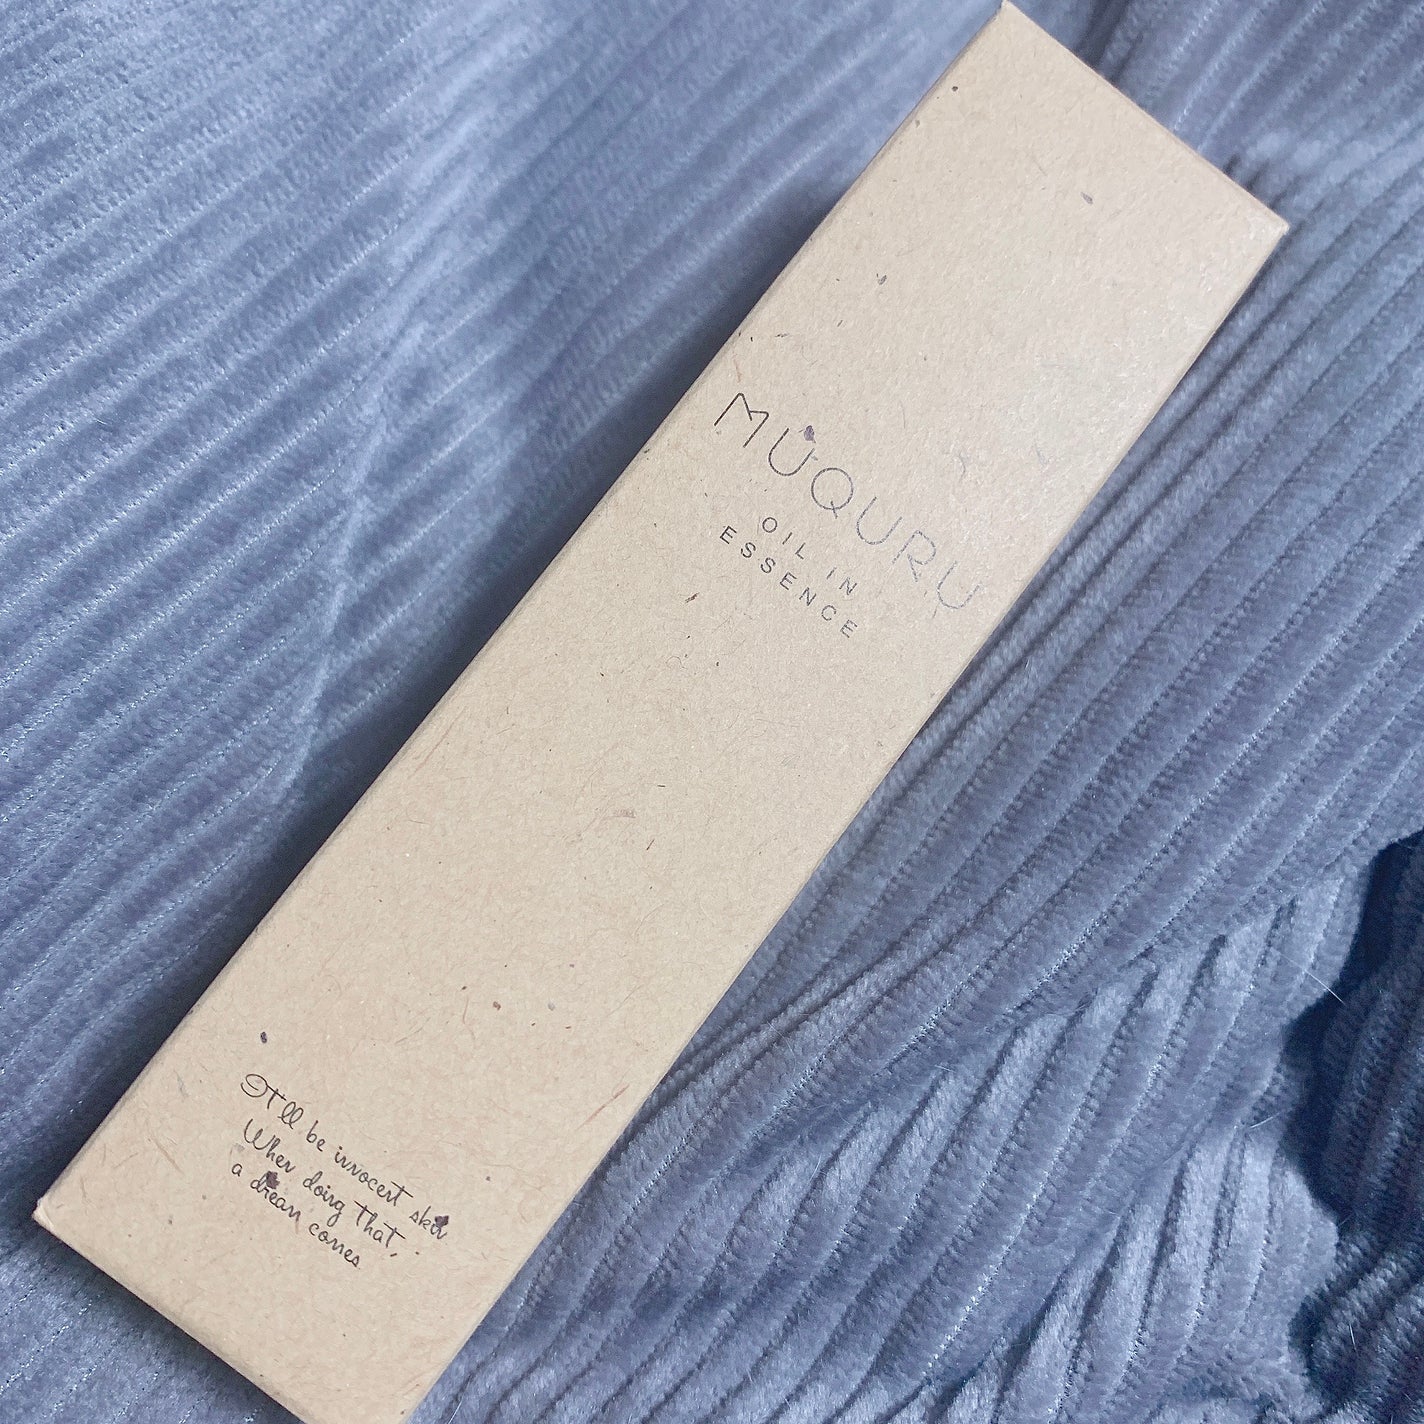 MUQURU
OIL IN
ESSENCE
It'll be innocent skin
When doing that,
a dream comes